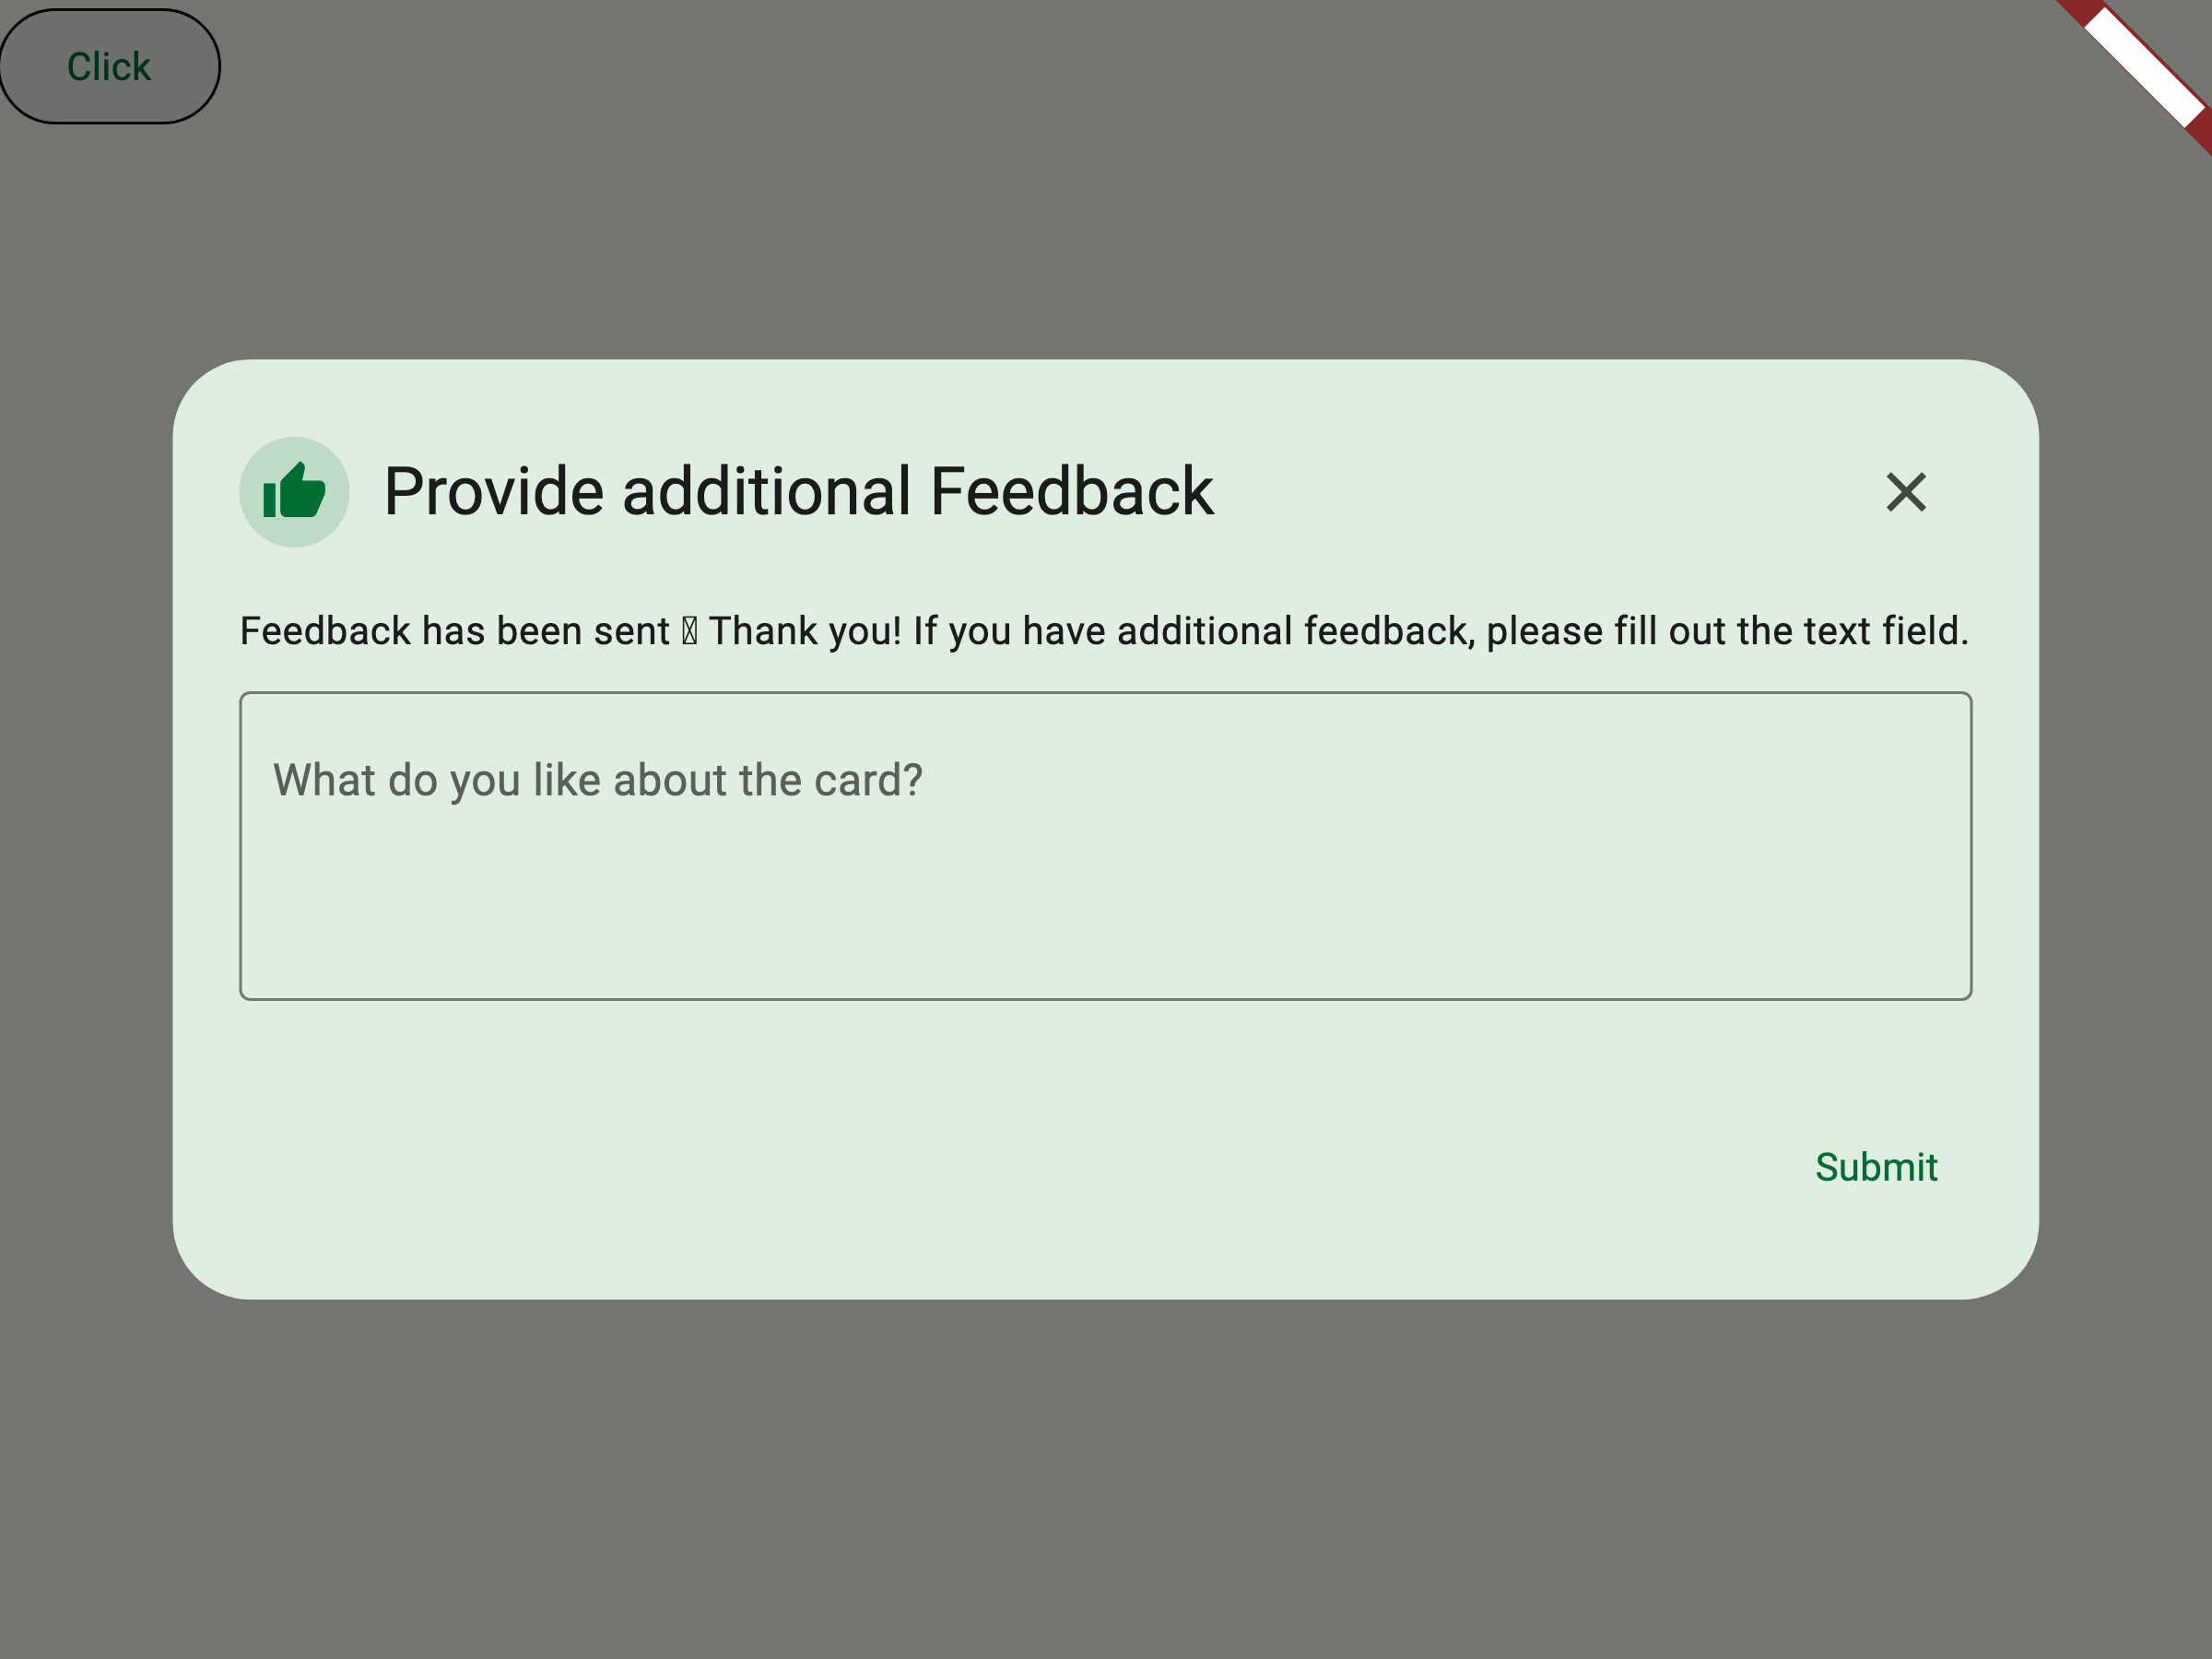 Click
Provide additional Feedback
Feedback has been sent Thank you! If you have additional feedback, please fill out the text field.
What do you like about the card?
Submit